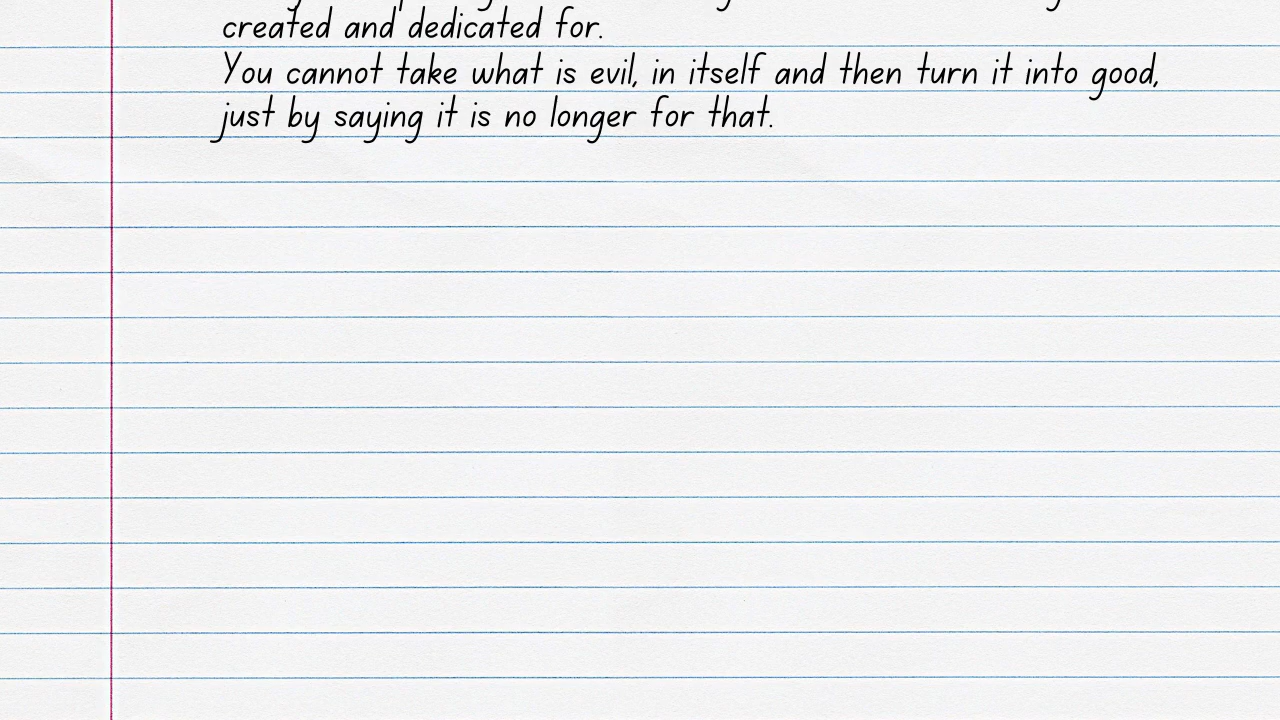 created and dedicated for.
You cannot take what is evil, in itself and then turn it into good,
just by saying it is no longer for that.